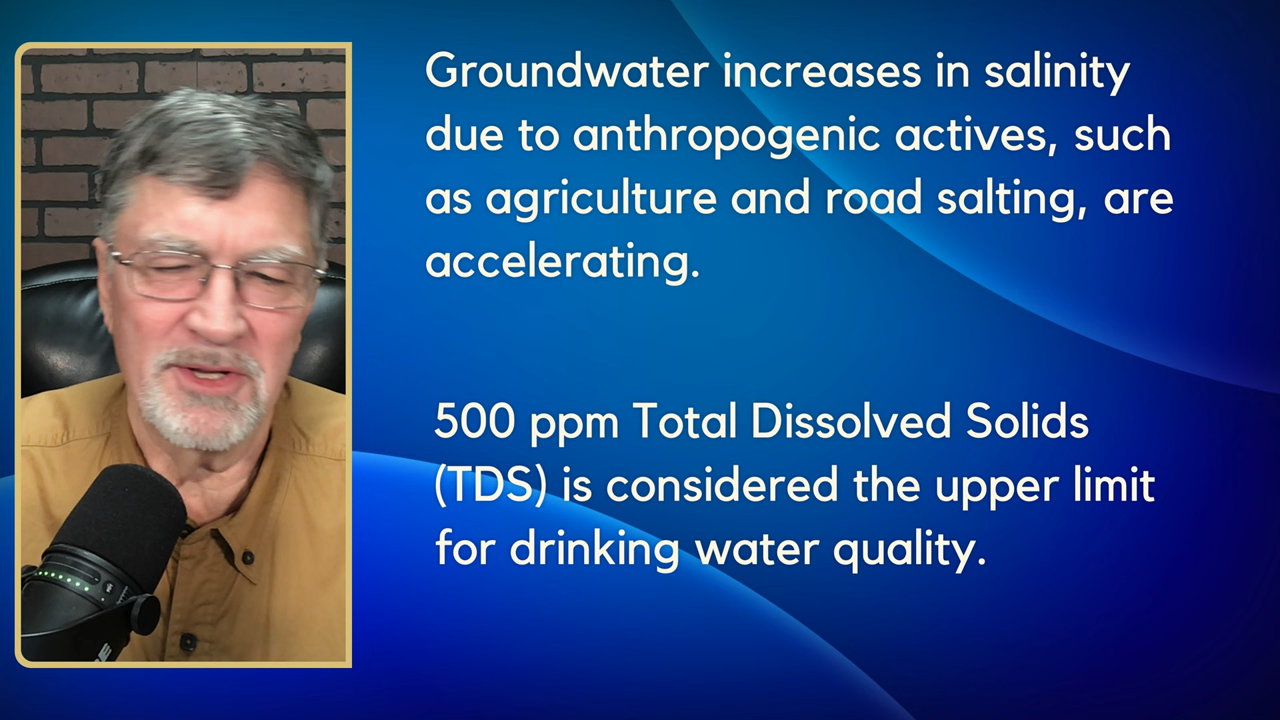 Groundwater increases in salinity
due to anthropogenic actives, such
as agriculture and road salting, are
accelerating.
500 ppm Total Dissolved Solids
(TDS) is considered the upper limit
for drinking water quality.